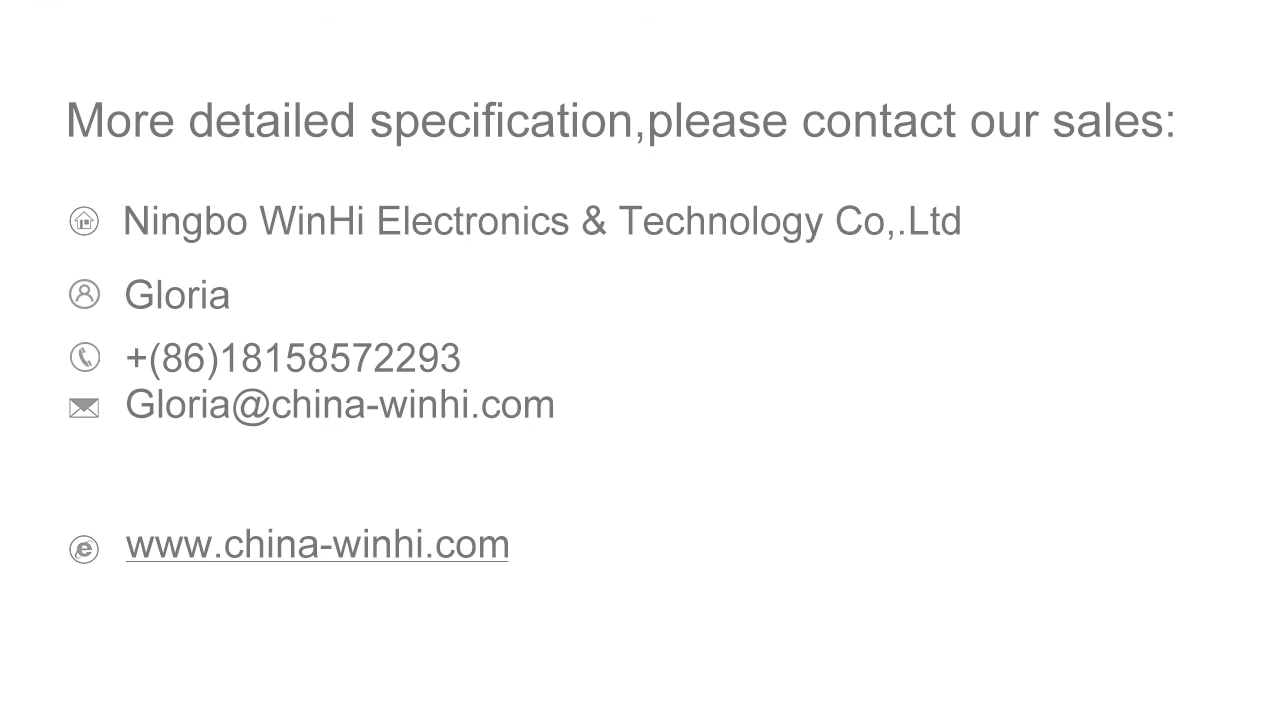 More detailed specification,please contact our sales:
Ningbo WinHi Electronics & Technology Co,.Ltd
Gloria
+(86)18158572293
Gloria@china-winhi.com
www.china-winhi.com